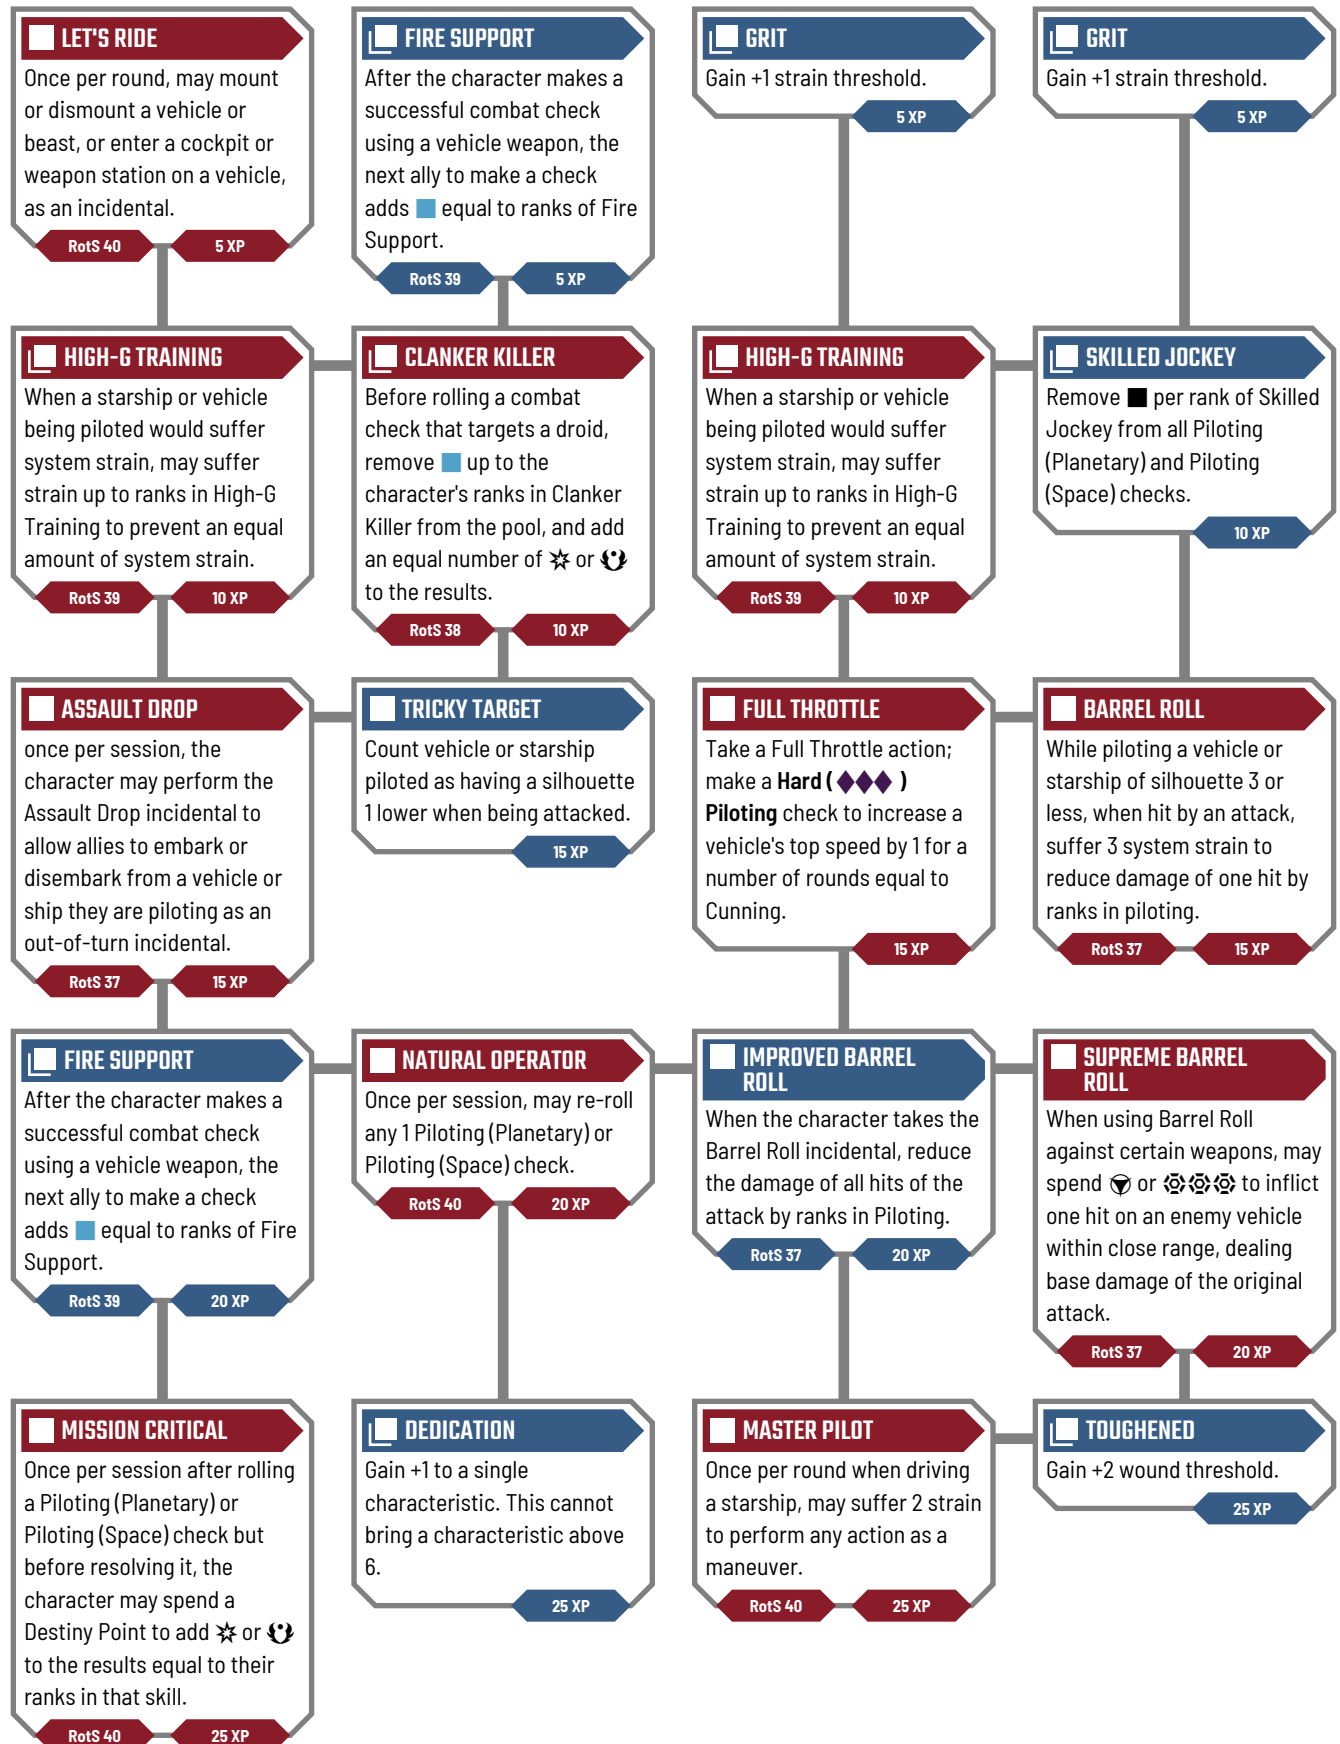 LET'S RIDE
Once per round, may mount
or dismount a vehicle or
beast, or enter a cockpit or
weapon station on a vehicle,
as an incidental.
RotS 40 5 XP
FIRE SUPPORT
After the character makes a
successful combat check
using a vehicle weapon, the
next ally to make a check
adds equal to ranks of Fire
Support.
RotS 39 5 XP
GRIT
Gain +1 strain threshold.
5 XP
GRIT
Gain +1 strain threshold.
5 XP
HIGH-G TRAINING
When a starship or vehicle
being piloted would suffer
system strain, may suffer
strain up to ranks in High-G
Training to prevent an equal
amount of system strain.
RotS 39 10 XP
CLANKER KILLER
Before rolling a combat
check that targets a droid,
remove up to the
character's ranks in Clanker
Killer from the pool, and add
an equal number of or
to the results.
RotS 38 10 XP
HIGH-G TRAINING
When a starship or vehicle
being piloted would suffer
system strain, may suffer
strain up to ranks in High-G
Training to prevent an equal
amount of system strain.
RotS 39 10 XP
SKILLED JOCKEY
Remove per rank of Skilled
Jockey from all Piloting
(Planetary) and Piloting
(Space) checks.
10 XP
ASSAULT DROP
once per session, the
character may perform the
Assault Drop incidental to
allow allies to embark or
disembark from a vehicle or
ship they are piloting as an
out-of-turn incidental.
RotS 37 15 XP
TRICKY TARGET
Count vehicle or starship
piloted as having a silhouette
1 lower when being attacked.
15 XP
FULL THROTTLE
Take a Full Throttle action;
make a Hard ( )
Piloting check to increase a
vehicle's top speed by 1 for a
number of rounds equal to
Cunning.
15 XP
BARREL ROLL
While piloting a vehicle or
starship of silhouette 3 or
less, when hit by an attack,
suffer 3 system strain to
reduce damage of one hit by
ranks in piloting.
RotS 37 15 XP
FIRE SUPPORT
After the character makes a
successful combat check
using a vehicle weapon, the
next ally to make a check
adds equal to ranks of Fire
Support.
RotS 39 20 XP
NATURAL OPERATOR
Once per session, may re-roll
any 1 Piloting (Planetary) or
Piloting (Space) check.
RotS 40 20 XP
IMPROVED BARREL
ROLL
When the character takes the
Barrel Roll incidental, reduce
the damage of all hits of the
attack by ranks in Piloting.
RotS 37 20 XP
SUPREME BARREL
ROLL
When using Barrel Roll
against certain weapons, may
spend or to inflict
one hit on an enemy vehicle
within close range, dealing
base damage of the original
attack.
RotS 37 20 XP
MISSION CRITICAL
Once per session after rolling
a Piloting (Planetary) or
Piloting (Space) check but
before resolving it, the
character may spend a
Destiny Point to add or
to the results equal to their
ranks in that skill.
RotS 40 25 XP
DEDICATION
Gain +1 to a single
characteristic. This cannot
bring a characteristic above
6.
25 XP
MASTER PILOT
Once per round when driving
a starship, may suffer 2 strain
to perform any action as a
maneuver.
RotS 40 25 XP
TOUGHENED
Gain +2 wound threshold.
25 XP